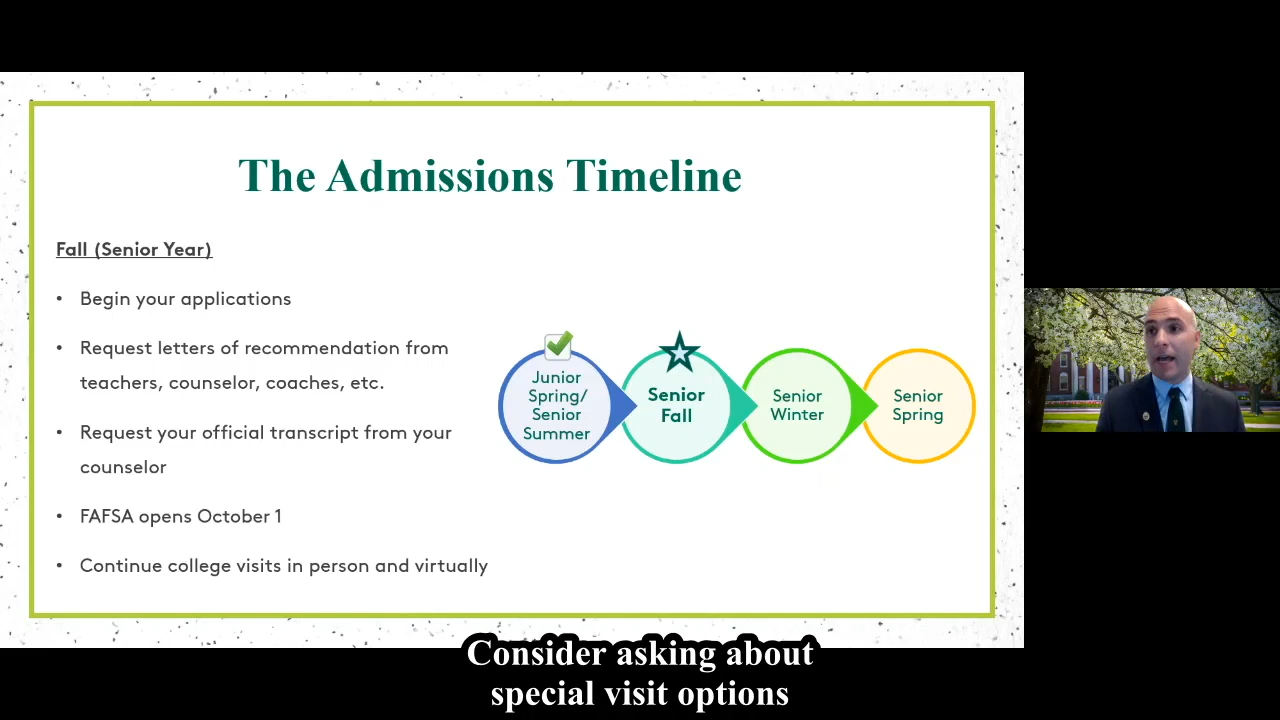 The Admissions Timeline
Fall (Senior Year)
• Begin your applications
• Request letters of recommendation from
teachers, counselor, coaches, etc.
• Request your official transcript from your
counselor
• FAFSA opens October 1
• Continue college visits in person and virtually
Junior
Spring/
Senior
Summer
Senior
Fall
Senior
Winter
Senior
Spring
Consider asking about
special visit options